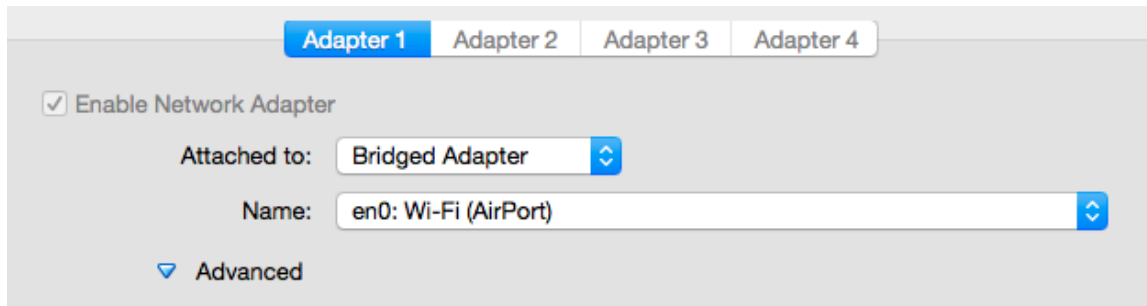 Adapter 1 Adapter 2 Adapter 3 Adapter 4
Enable Network Adapter
Attached to: Bridged Adapter
Name: en0: Wi-Fi (AirPort)
Advanced